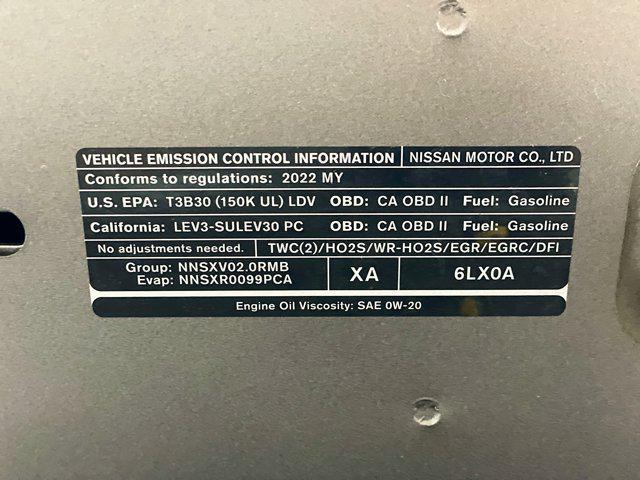 VEHICLE EMISSION CONTROL INFORMATION NISSAN MOTOR CO., LTD
Conforms to regulations: 2022 MY
U.S. EPA: T3B30 (150K UL) LDV OBD: CA OBD II Fuel: Gasoline
California: LEV3-SULEV30 PC OBD: CA OBD II Fuel: Gasoline
No adjustments needed. TWC(2)/HO2S/WR-HO2S/EGR/EGRC/DFI
Group: NNSXV02.0RMB
Evap: NNSXR0099PCA
XA
6LX0A
Engine Oil Viscosity: SAE 0W-20